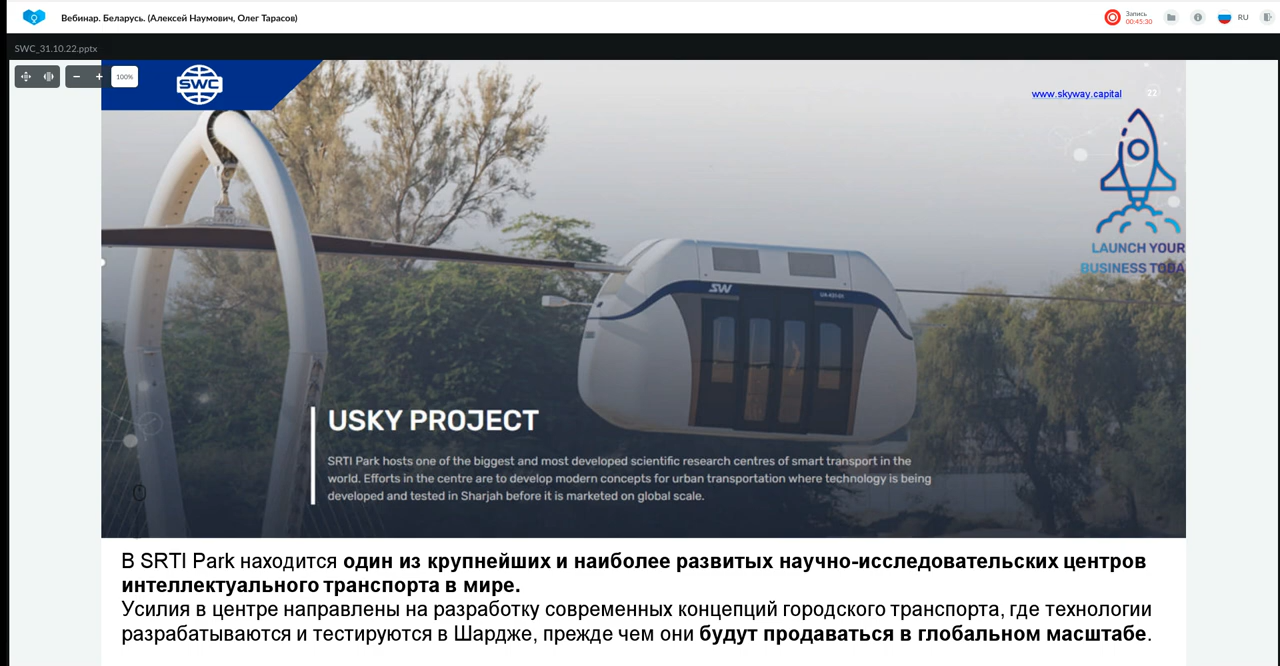 Вебинар. Беларусь. (Алексей Наумович, Олег Тарасов)
Запись
00:45:30
RU
SWC_31.10.22.pptx
100%
SWC
www.skyway.capital
22
LAUNCH YOUR
BUSINESS TODA
SW
USKY PROJECT
SRTI Park hosts one of the biggest and most developed scientific research centres of smart transport in the
world. Efforts in the centre are to develop modern concepts for urban transportation where technology is being
developed and tested in Sharjah before it is marketed on global scale.
В SRTI Park находится один из крупнейших и наиболее развитых научно-исследовательских центров
интеллектуального транспорта в мире.
Усилия в центре направлены на разработку современных концепций городского транспорта, где технологии
разрабатываются и тестируются в Шардже, прежде чем они будут продаваться в глобальном масштабе.